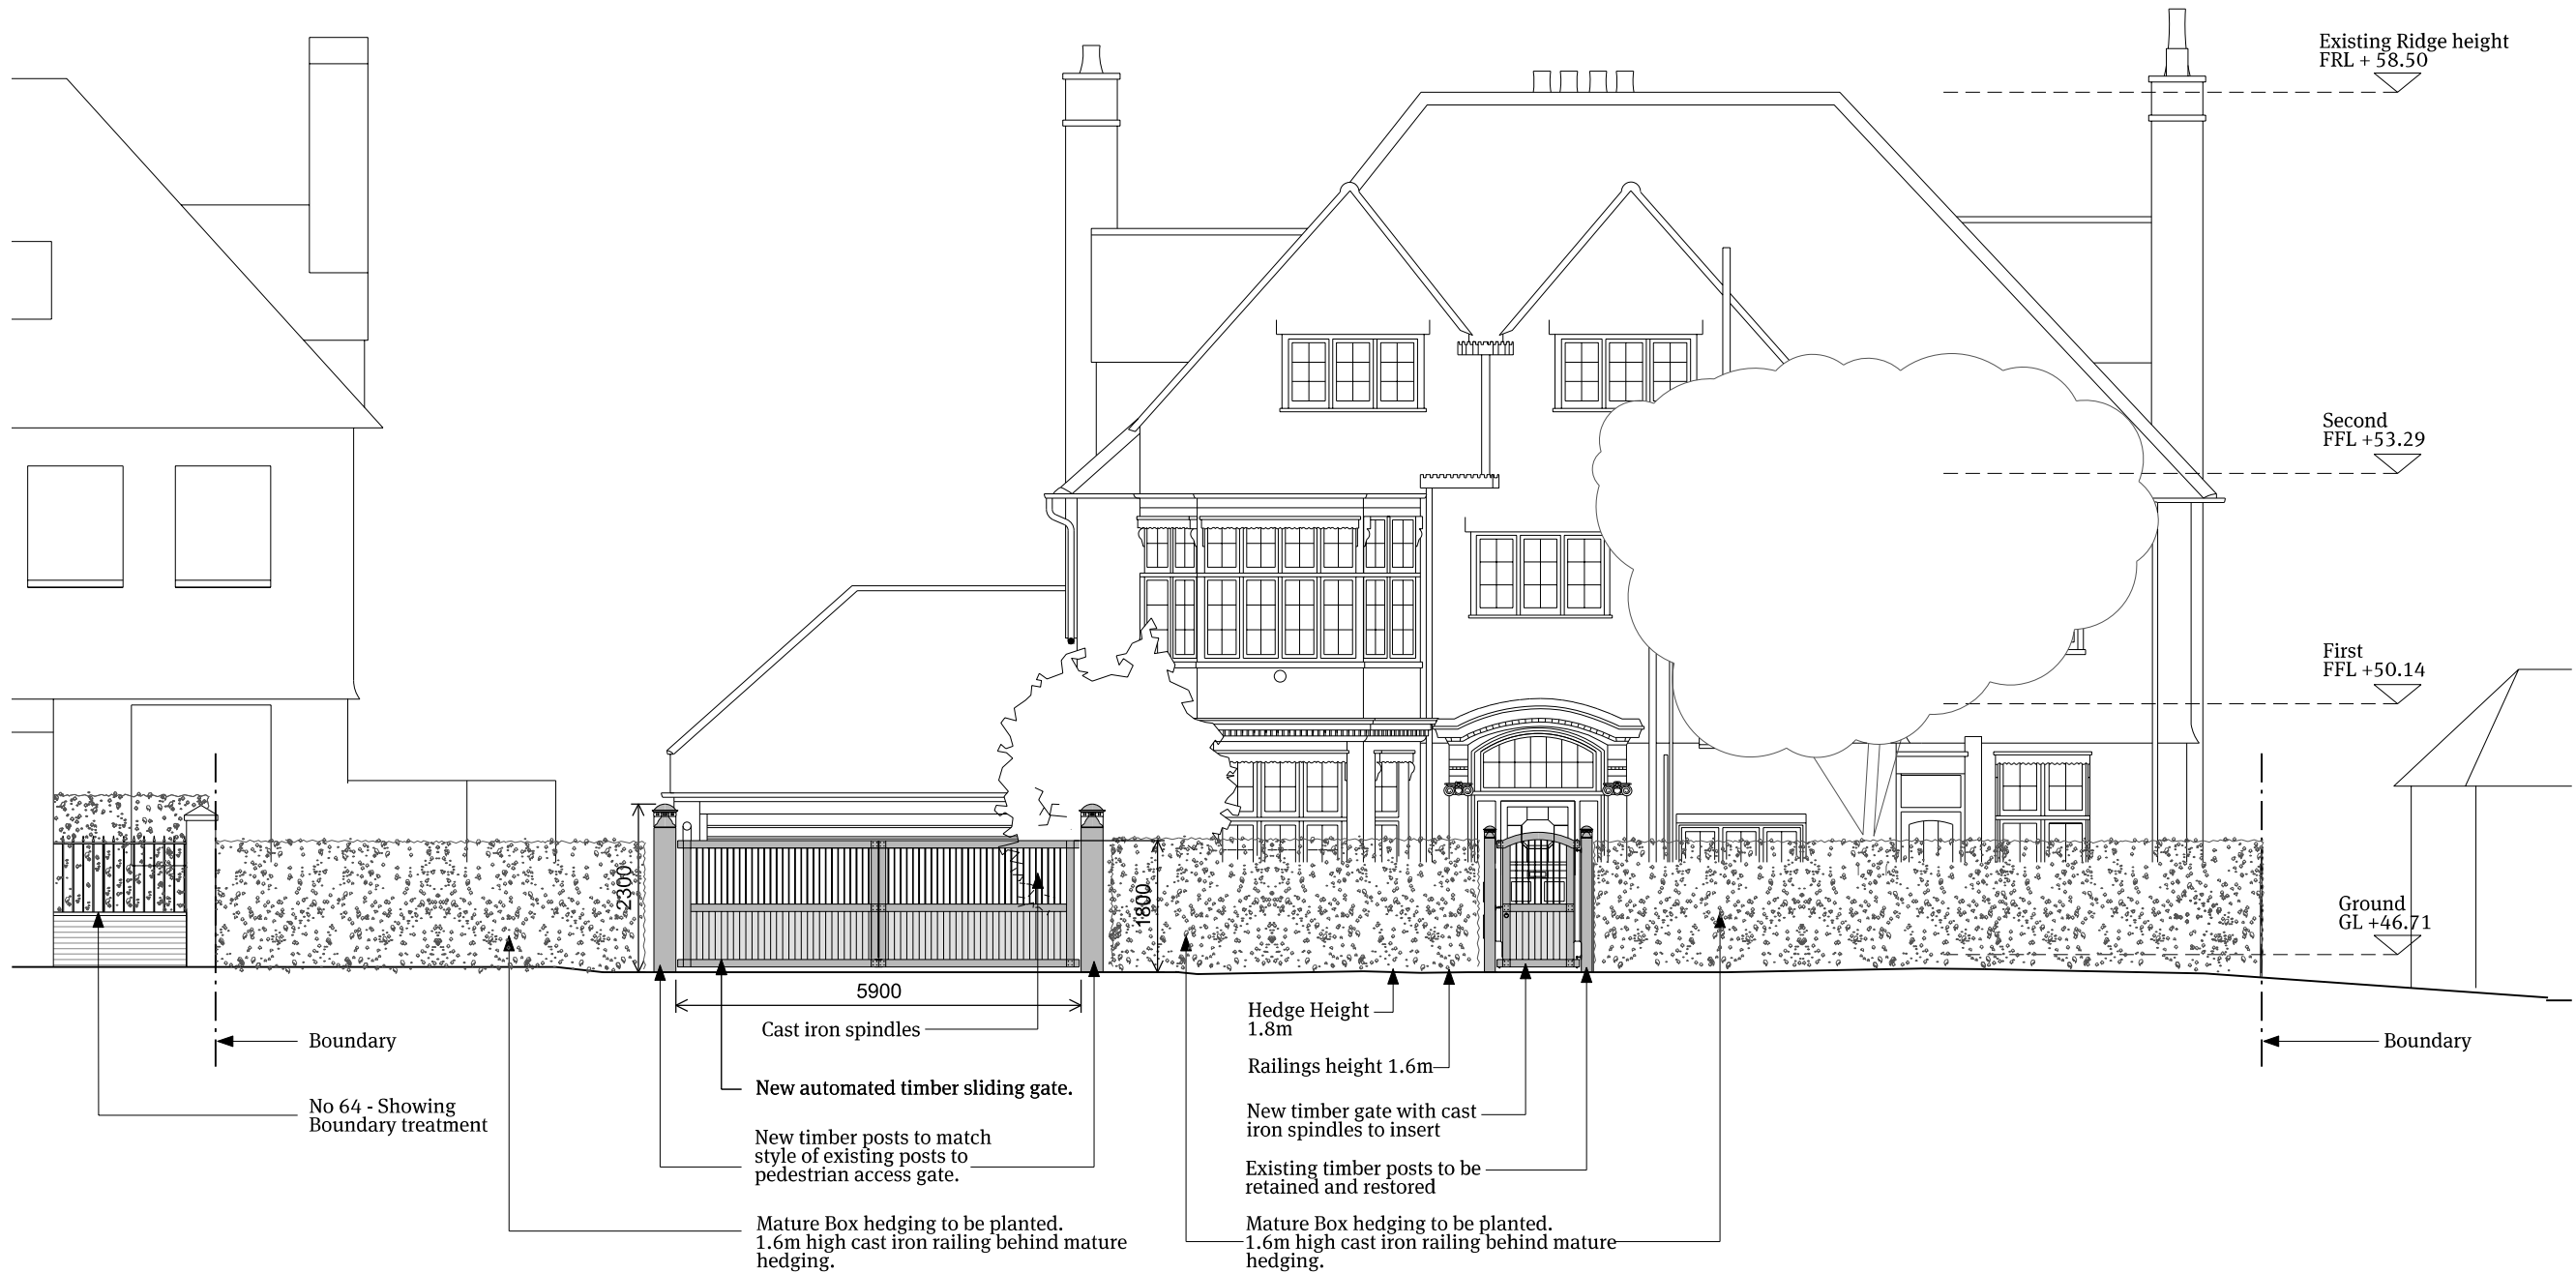 Existing Ridge height
FRL + 58.50
Second
FFL +53.29
First
FFL +50.14
Ground
GL +46.71
2300
1800
5900
Cast iron spindles
Boundary
New automated timber sliding gate.
No 64 - Showing
Boundary treatment
New timber posts to match
style of existing posts to
pedestrian access gate.
Mature Box hedging to be planted.
1.6m high cast iron railing behind mature
hedging.
Hedge Height
1.8m
Railings height 1.6m
New timber gate with cast
iron spindles to insert
Existing timber posts to be
retained and restored
Mature Box hedging to be planted.
1.6m high cast iron railing behind mature
hedging.
Boundary